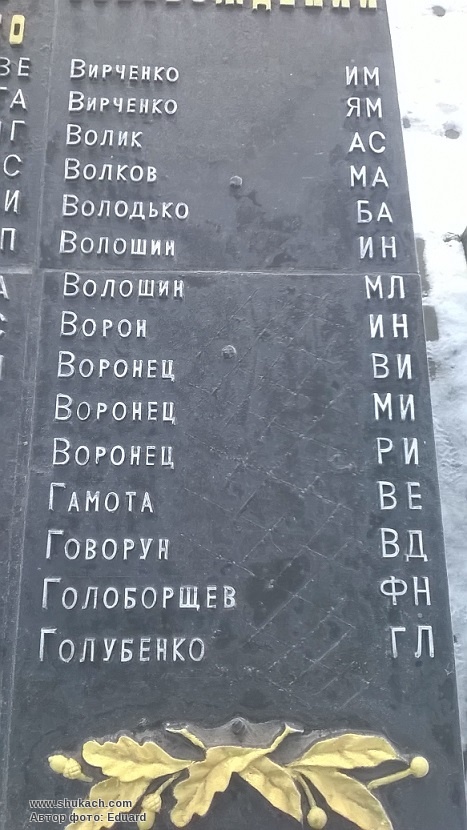 Вирченко ИМ
Вирченко ЯМ
Волик АС
Волков МА
Володько БА
Волошин ИН
Волошин МЛ
Ворон ИН
Воронец ВИ
Воронец МИ
Воронец РИ
Гамота ВЕ
Говорун ВД
Голоборщев ФН
Голубенко ГЛ
www.shukach.com
Автор фото: Eduard